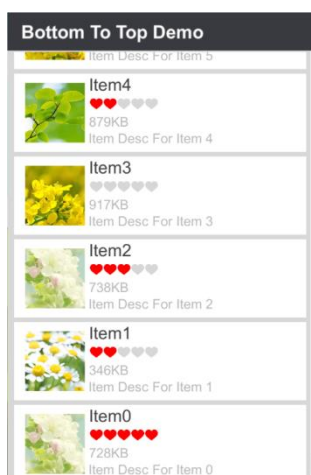 Bottom To Top Demo
Item Desc For Item 5
Item4
879KB
Item Desc For Item 4
Item3
917KB
Item Desc For Item 3
Item2
738KB
Item Desc For Item 2
Item1
346KB
Item Desc For Item 1
Item0
728KB
Item Desc For Item 0